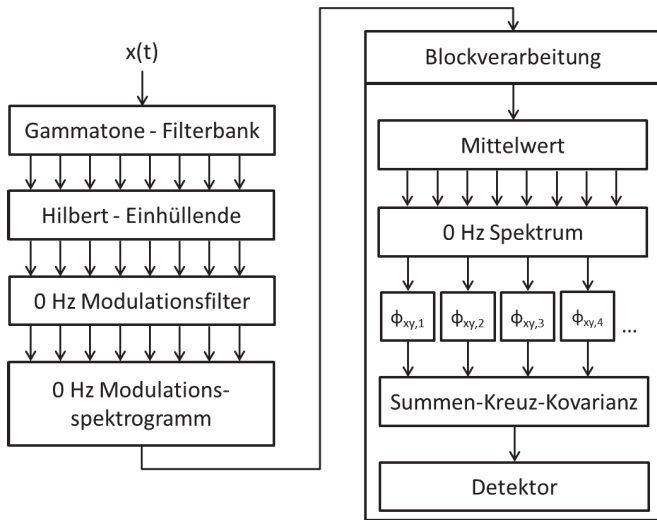 x(t)
Gammatone - Filterbank
Hilbert - Einhüllende
0 Hz Modulationsfilter
0 Hz Modulations-
spektrogramm
Blockverarbeitung
Mittelwert
0 Hz Spektrum
ϕxy,1 ϕxy,2 ϕxy,3 ϕxy,4 ...
Summen-Kreuz-Kovarianz
Detektor